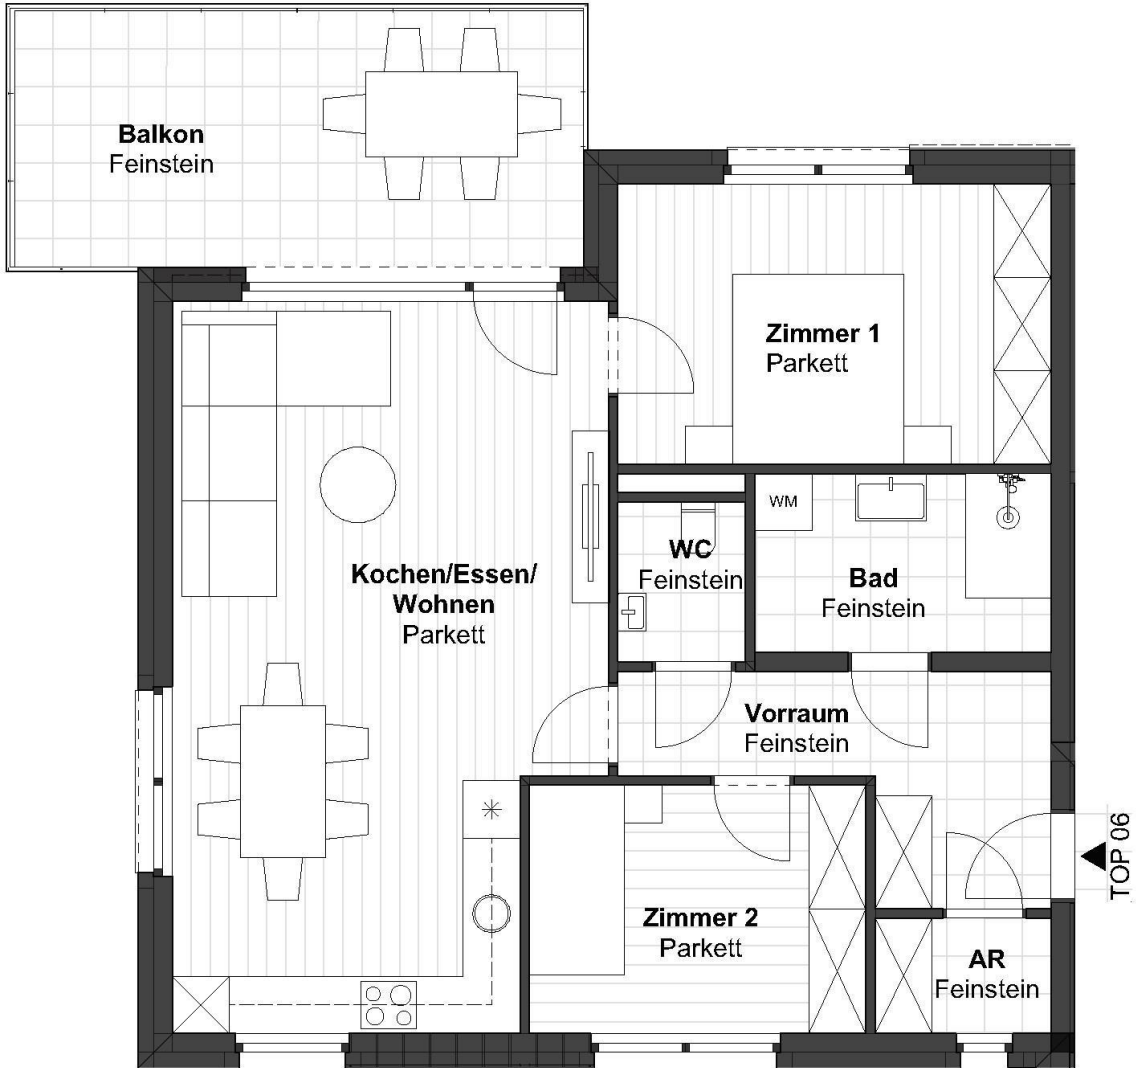 Balkon
Feinstein
Zimmer 1
Parkett
WM
WC
Feinstein
Bad
Feinstein
Kochen/Essen/
Wohnen
Parkett
Vorraum
Feinstein
TOP 06
Zimmer 2
Parkett
AR
Feinstein